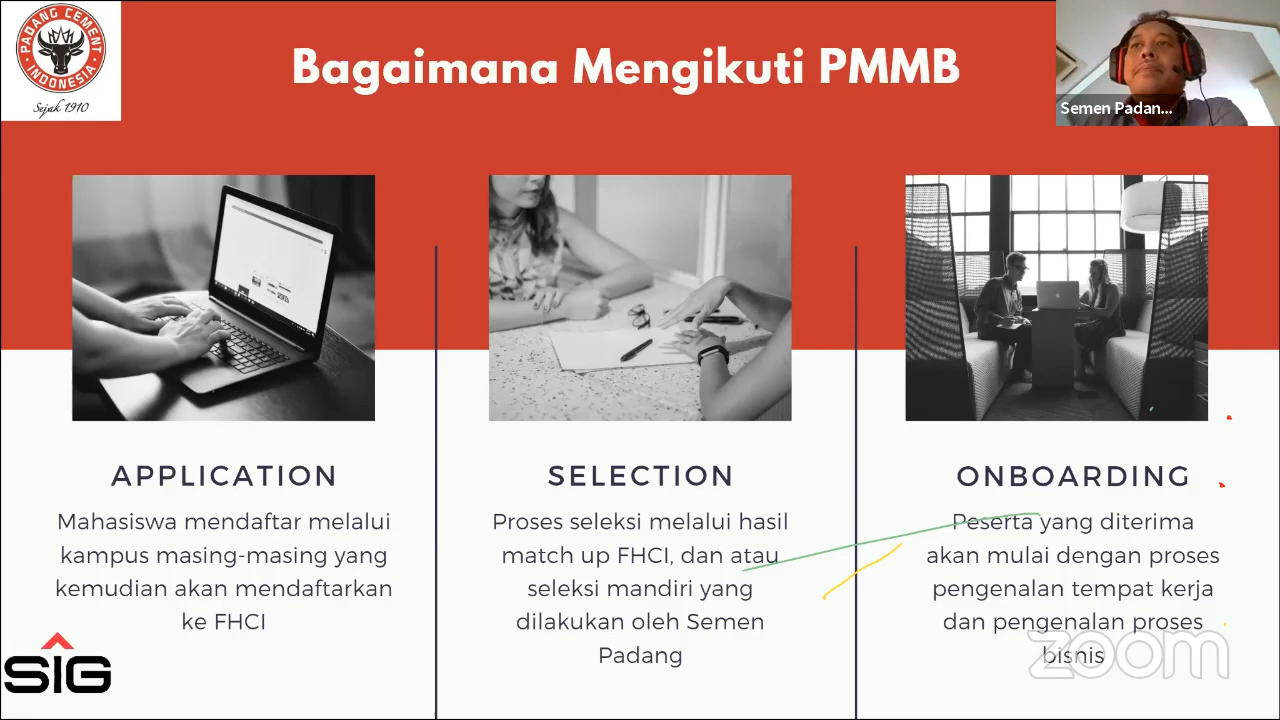 PADANG CEMENT
INDONESIA
Sejak 1910
Bagaimana Mengikuti PMMB
Semen Padan...
APPLICATION
Mahasiswa mendaftar melalui
kampus masing-masing yang
kemudian akan mendaftarkan
ke FHCI
SELECTION
Proses seleksi melalui hasil
match up FHCI, dan atau
seleksi mandiri yang
dilakukan oleh Semen
Padang
ONBOARDING
Peserta yang diterima
akan mulai dengan proses
pengenalan tempat kerja
dan pengenalan proses
bisnis
SIG
zoom